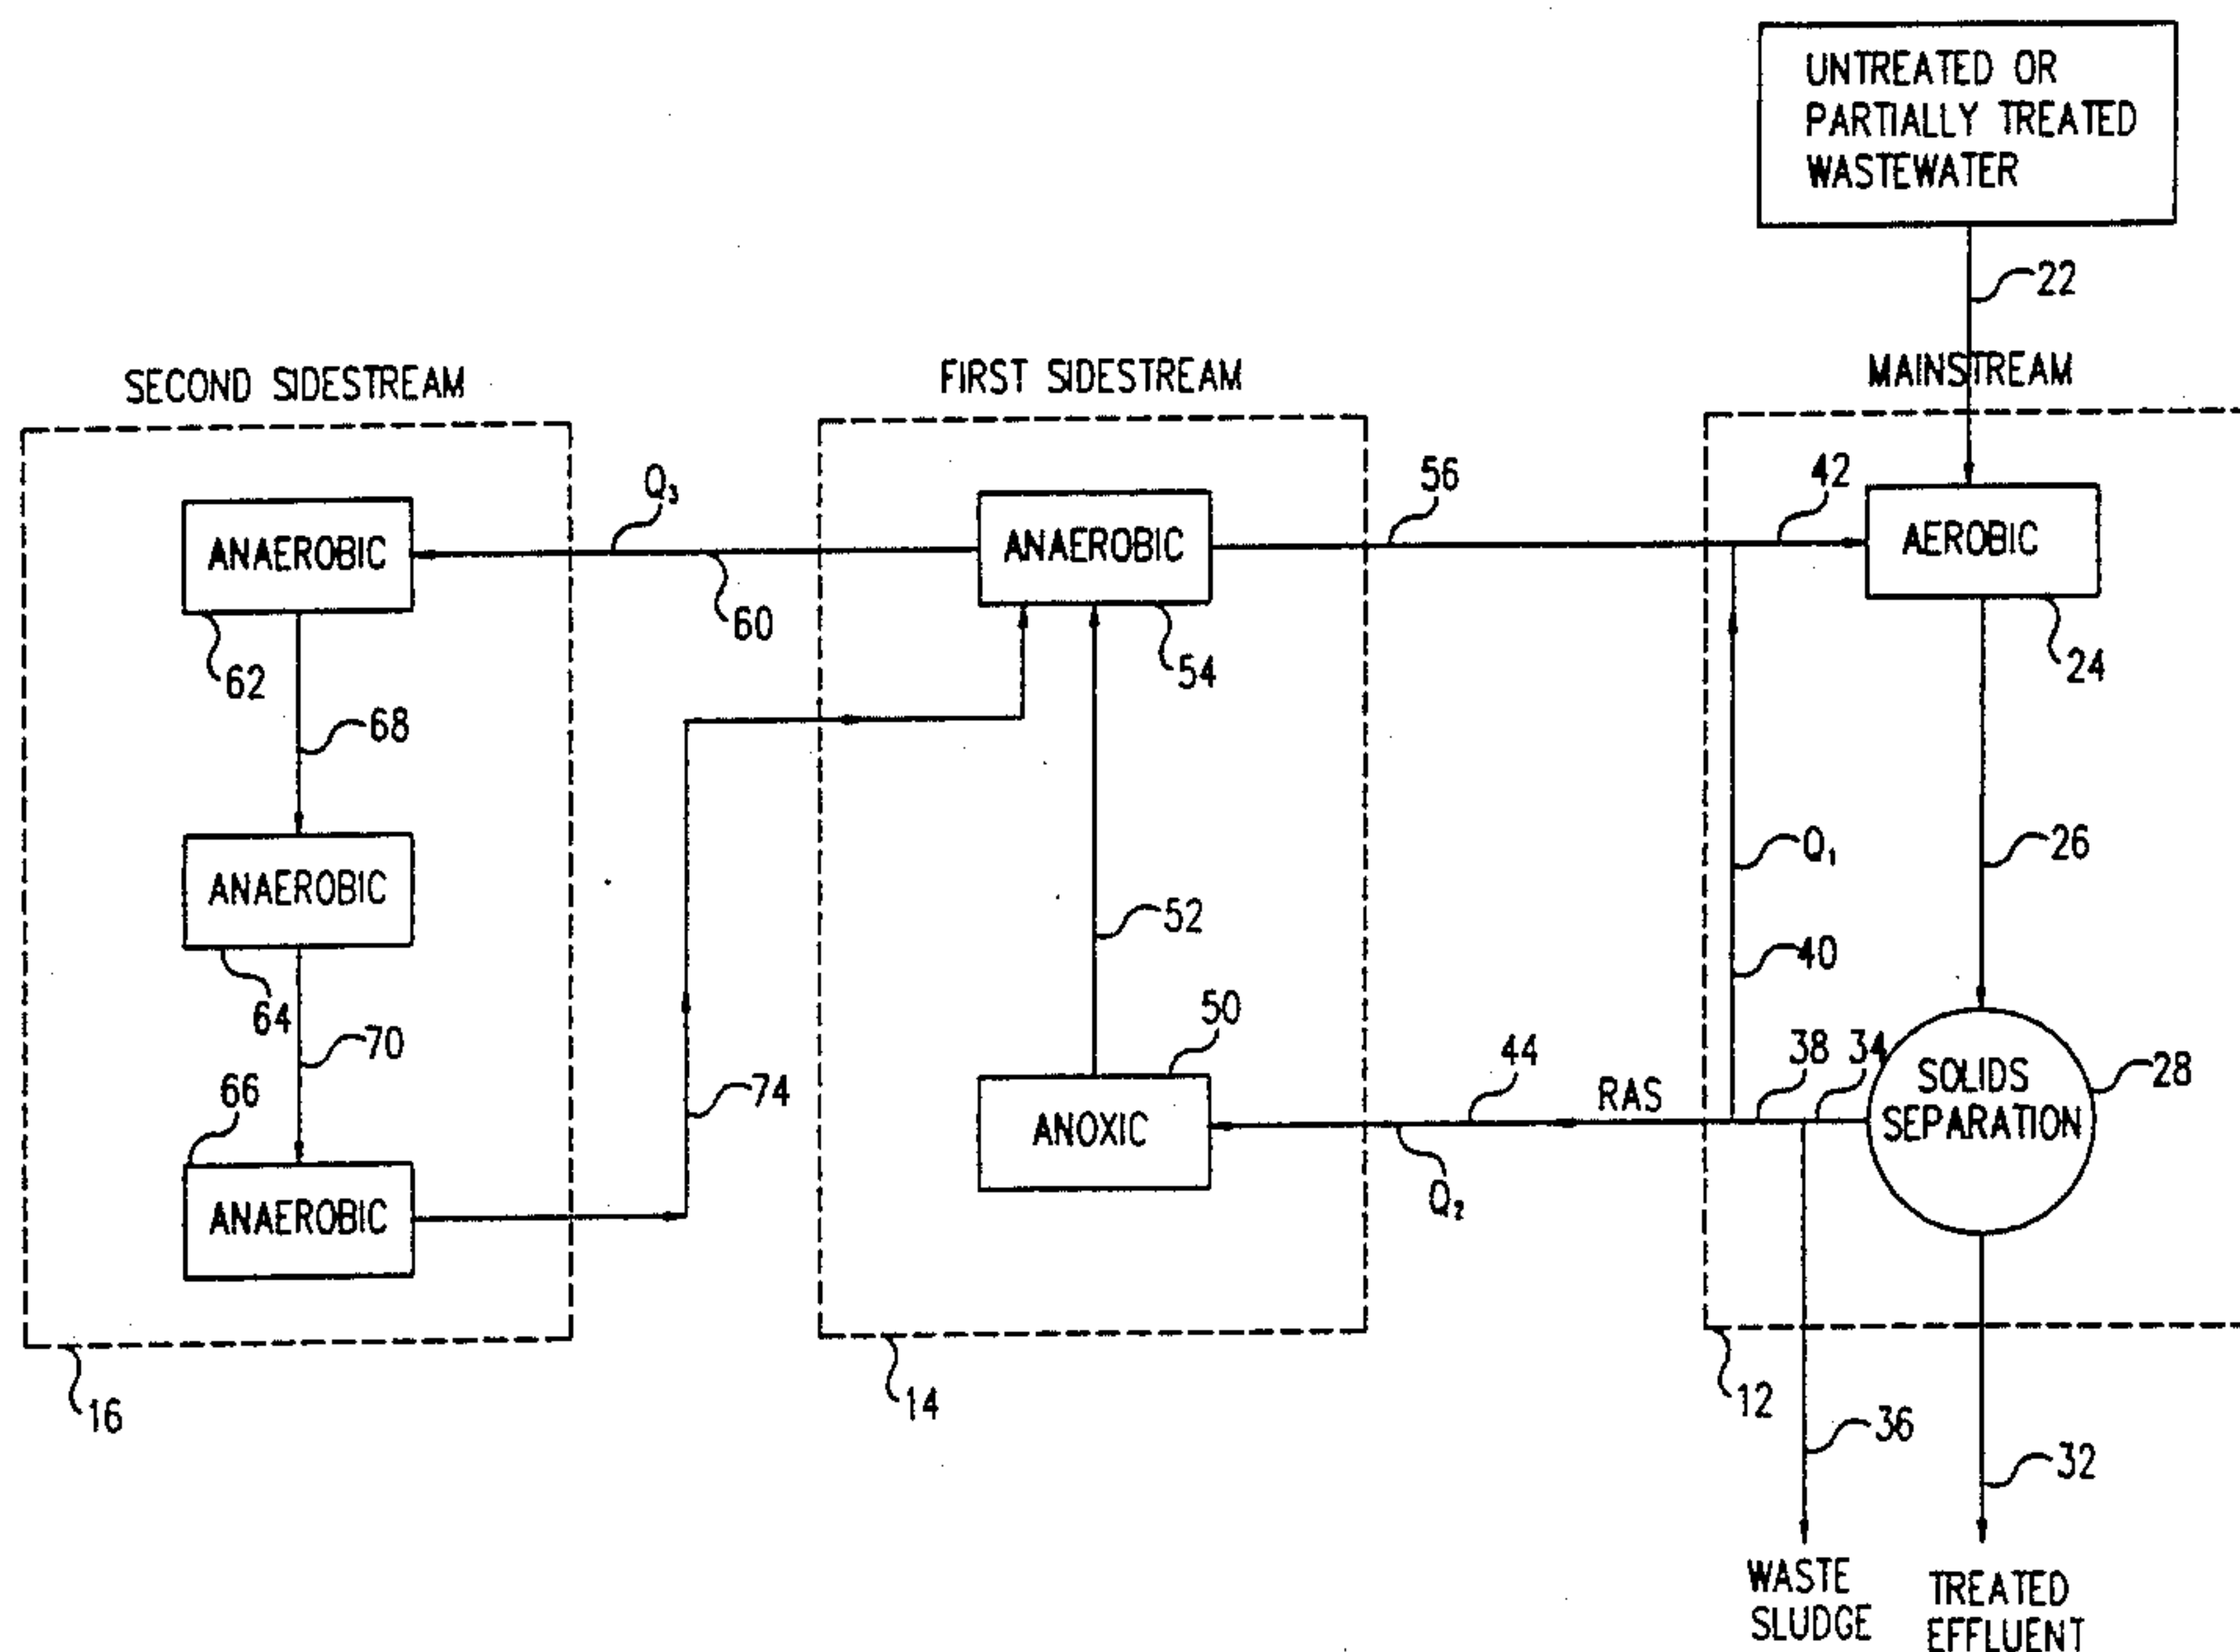 UNTREATED OR
PARTIALLY TREATED
WASTEWATER
22
SECOND SIDESTREAM
FIRST SIDESTREAM
MAINSTREAM
Q₃
56
42
ANAEROBIC
ANAEROBIC
AEROBIC
60
62
54
24
68
Q₁
26
ANAEROBIC
52
40
64
50
70
44
38
34
66
74
RAS
SOLIDS
SEPARATION
28
ANOXIC
Q₂
ANAEROBIC
16
14
12
36
32
WASTE
SLUDGE
TREATED
EFFLUENT